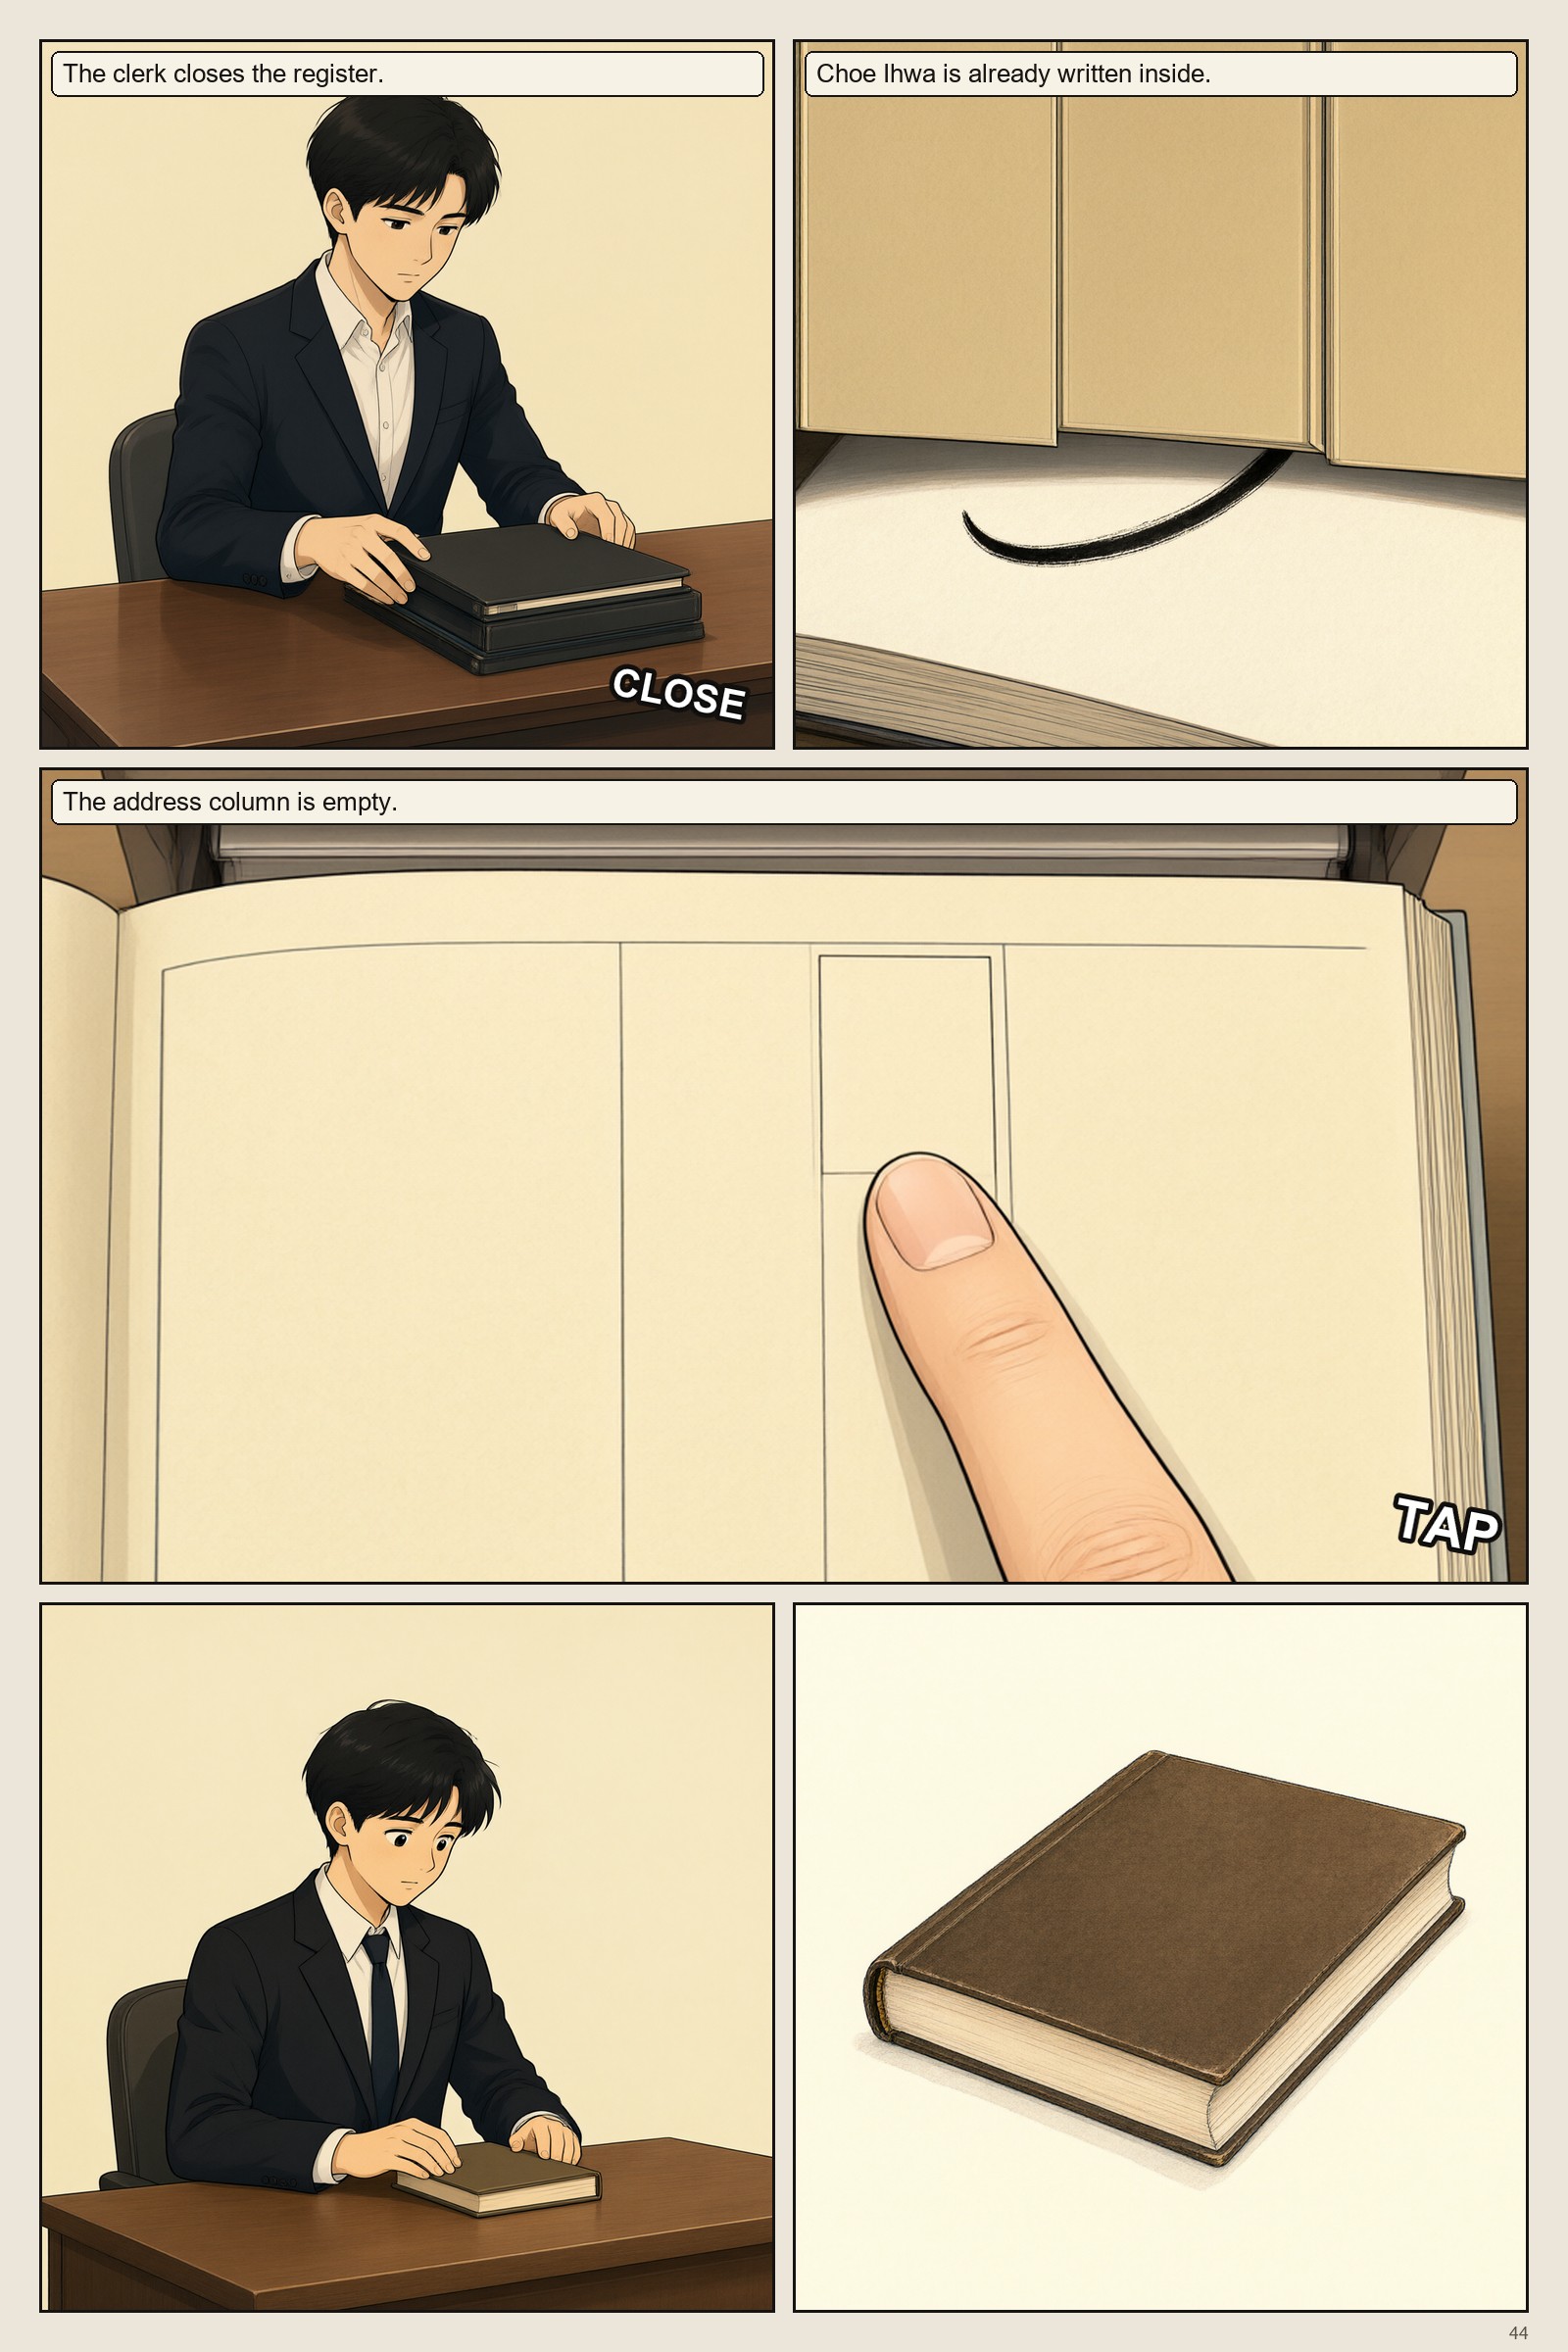 The clerk closes the register.
CLOSE
Choe Ihwa is already written inside.
The address column is empty.
TAP
44